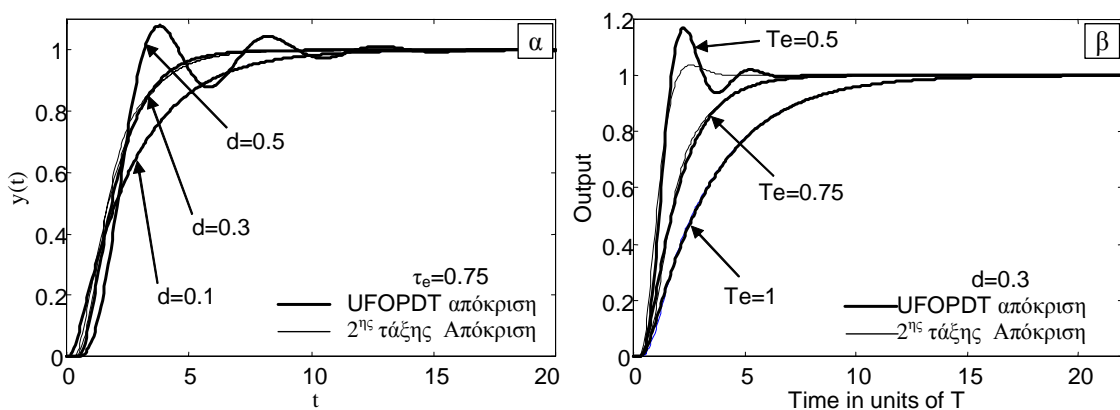 α
1
0.8
0.6
0.4
0.2
0
y(t)
d=0.5
d=0.3
d=0.1
τe=0.75
UFOPDT απόκριση
2ης τάξης Απόκριση
0 5 10 15 20
t
β
1.2
1
0.8
0.6
0.4
0.2
0
Output
Te=0.5
Te=0.75
Te=1
d=0.3
UFOPDT απόκριση
2ης τάξης Απόκριση
0 5 10 15 20
Time in units of T